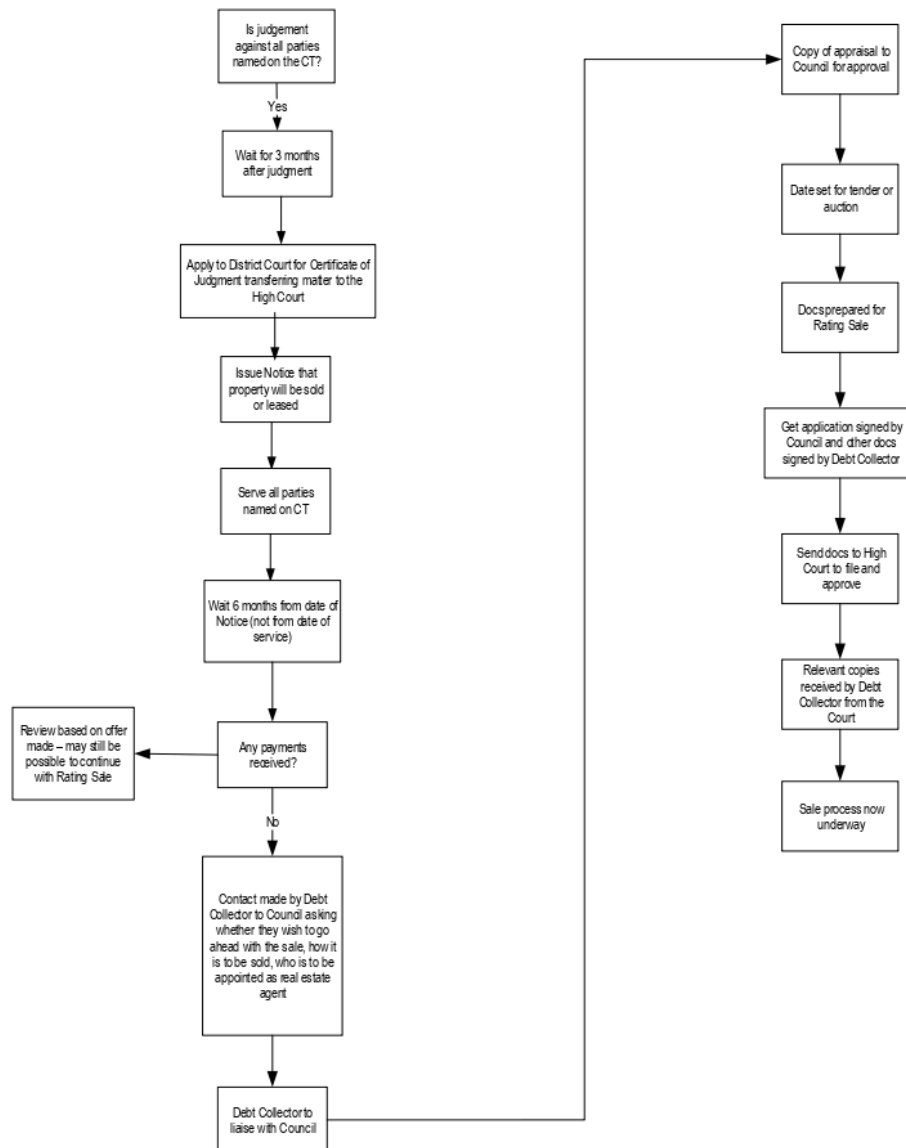 Is judgement
against all parties
named on the CT?
Yes
Wait for 3 months
after judgment
Apply to District Court for Certificate of
Judgment transferring matter to the
High Court
Issue Notice that
property will be sold
or leased
Serve all parties
named on CT
Wait 6 months from date of
Notice (not from date of
service)
Any payments
received?
Review based on offer
made – may still be
possible to continue
with Rating Sale
No
Contact made by Debt
Collector to Council asking
whether they wish to go
ahead with the sale, how it
is to be sold, who is to be
appointed as real estate
agent
Debt Collector to
liaise with Council
Copy of appraisal to
Council for approval
Date set for tender or
auction
Docs prepared for
Rating Sale
Get application signed by
Council and other docs
signed by Debt Collector
Send docs to High
Court to file and
approve
Relevant copies
received by Debt
Collector from the
Court
Sale process now
underway